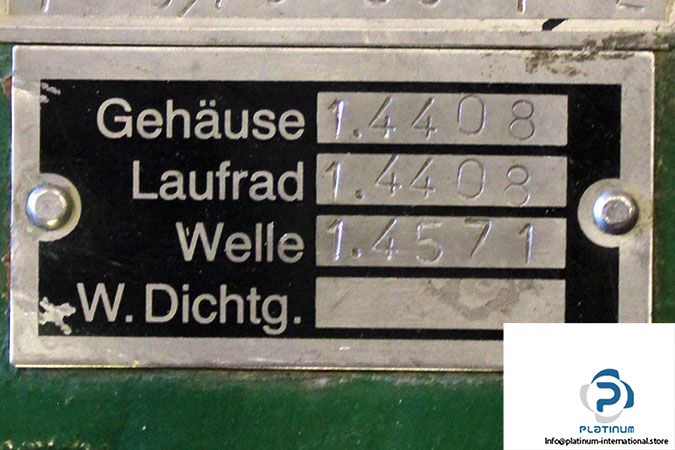 Gehäuse 1.4408
Laufrad 1.4408
Welle 1.4571
W. Dichtg.
PLATINUM
Info@platinum-international.store